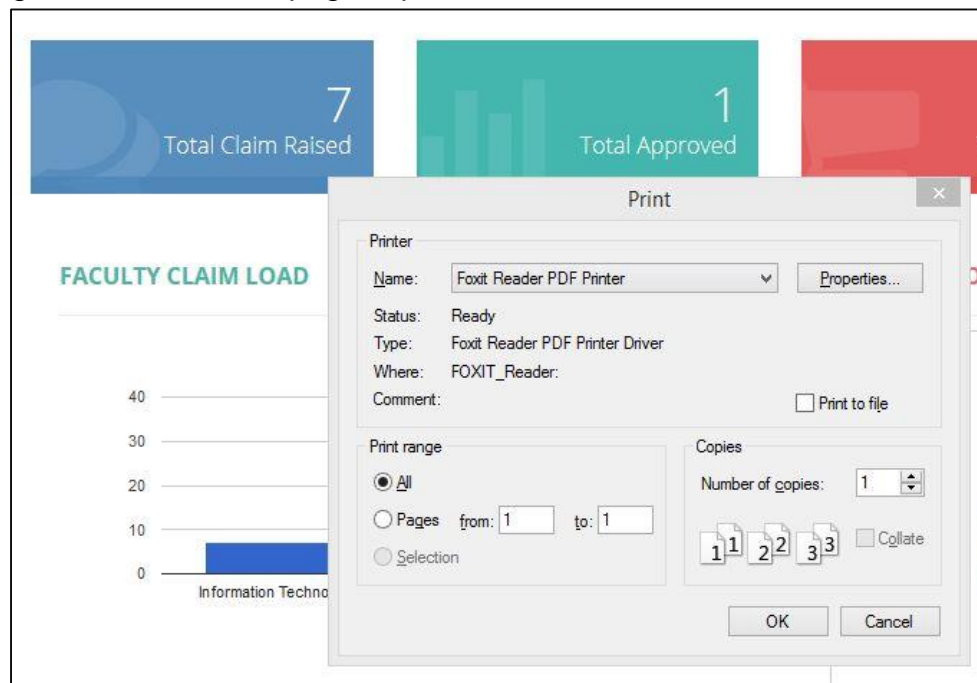 7
Total Claim Raised
1
Total Approved
Print
Printer
Name: Foxit Reader PDF Printer Properties...
Status: Ready
Type: Foxit Reader PDF Printer Driver
Where: FOXIT_Reader:
Comment: Print to file
Print range
All
Pages from: 1 to: 1
Selection
Copies
Number of copies: 1
1 1 2 2 3 3 Collate
OK Cancel
FACULTY CLAIM LOAD
40
30
20
10
0
Information Techno